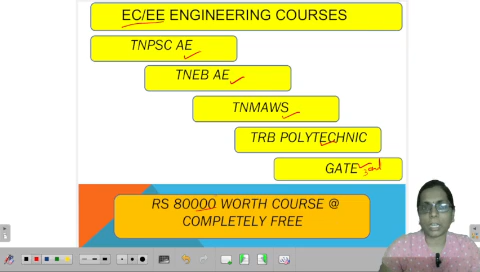 EC/EE ENGINEERING COURSES
TNPSC AE
TNEB AE
TNMAWS
TRB POLYTECHNIC
GATE
RS 80000 WORTH COURSE @
COMPLETELY FREE